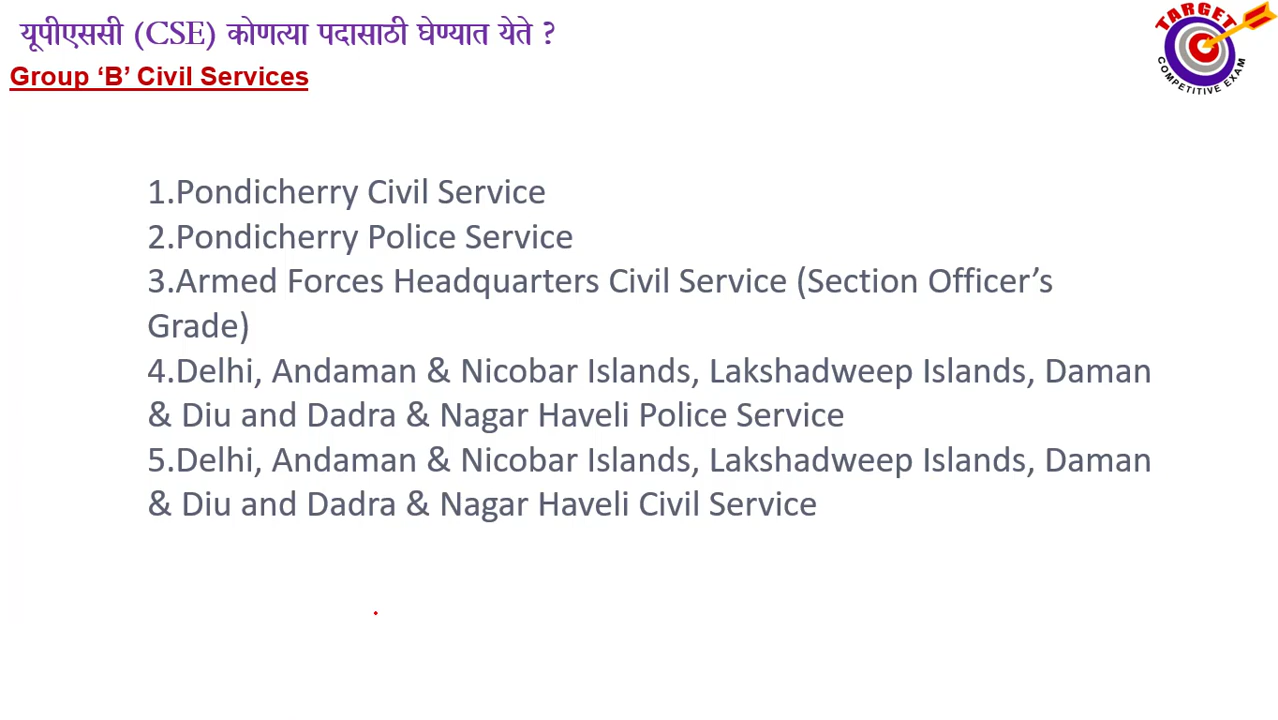 यूपीएससी (CSE) कोणत्या पदासाठी घेण्यात येते ?
Group ‘B’ Civil Services
TARGET
COMPETITIVE EXAM
1.Pondicherry Civil Service
2.Pondicherry Police Service
3.Armed Forces Headquarters Civil Service (Section Officer’s
Grade)
4.Delhi, Andaman & Nicobar Islands, Lakshadweep Islands, Daman
& Diu and Dadra & Nagar Haveli Police Service
5.Delhi, Andaman & Nicobar Islands, Lakshadweep Islands, Daman
& Diu and Dadra & Nagar Haveli Civil Service